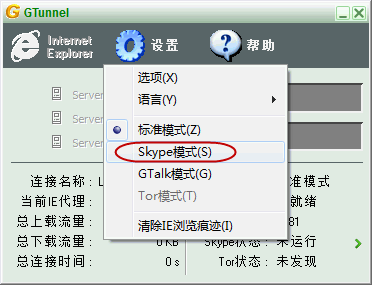 GTunnel
Internet Explorer 设置 帮助
选项(X)
语言(Y)
标准模式(Z)
Skype模式(S)
GTalk模式(G)
Tor模式(T)
清除IE浏览痕迹(I)
Server
Server
Server
连接名称: L
当前IE代理:
总上载流量:
总下载流量: 0 KB
总连接时间: 0 s
准模式
就绪
81
Skype状态: 未运行
Tor状态: 未发现